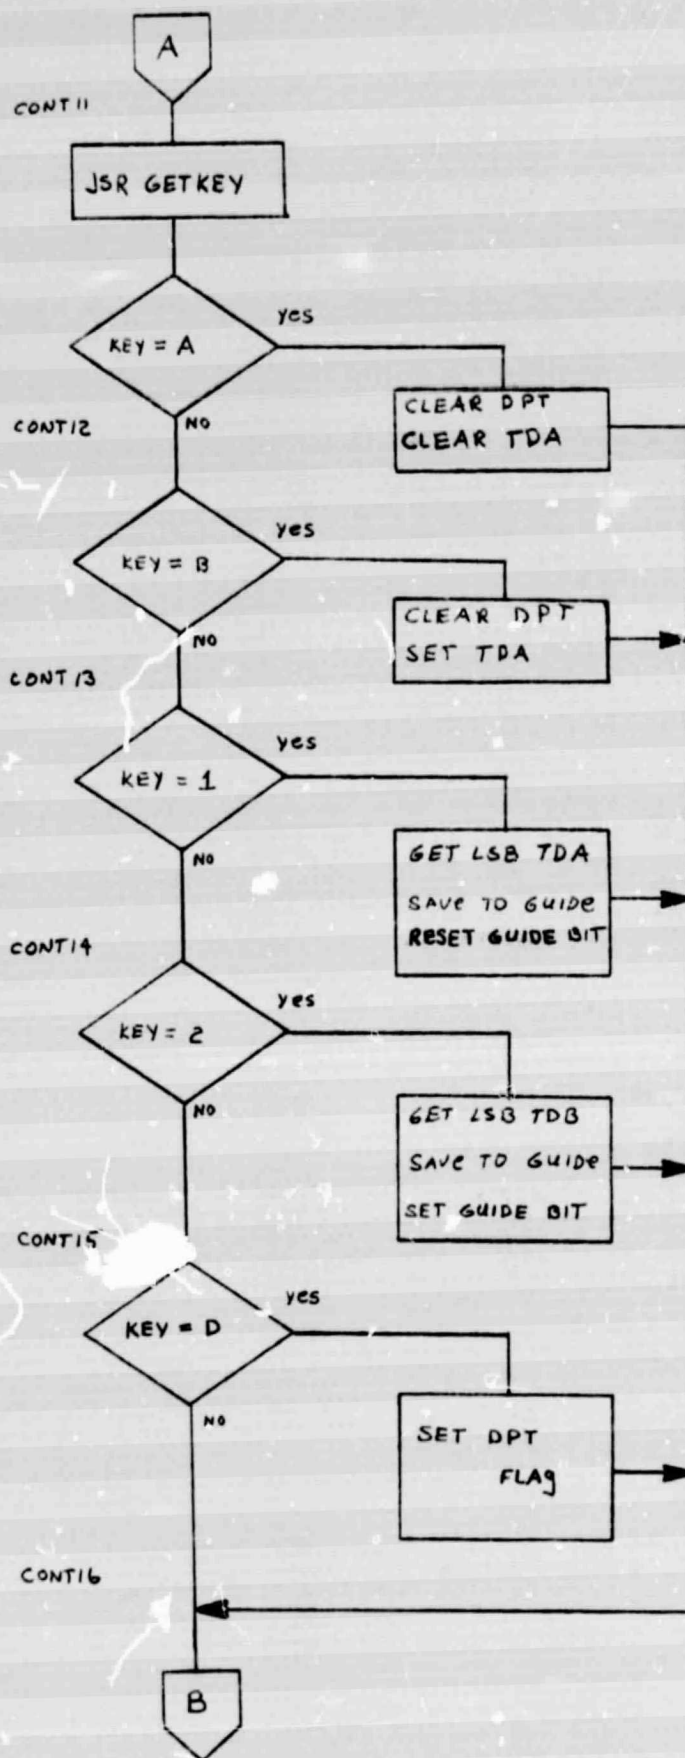 A
CONT11
JSR GETKEY
yes
KEY = A
CLEAR DPT
CLEAR TDA
CONT12
NO
yes
KEY = B
CLEAR DPT
SET TDA
NO
CONT13
yes
KEY = 1
GET LSB TDA
SAVE TO GUIDE
RESET GUIDE BIT
NO
CONT14
yes
KEY = 2
GET LSB TDB
SAVE TO GUIDE
SET GUIDE BIT
NO
CONT15
yes
KEY = D
SET DPT
FLAg
NO
CONT16
B